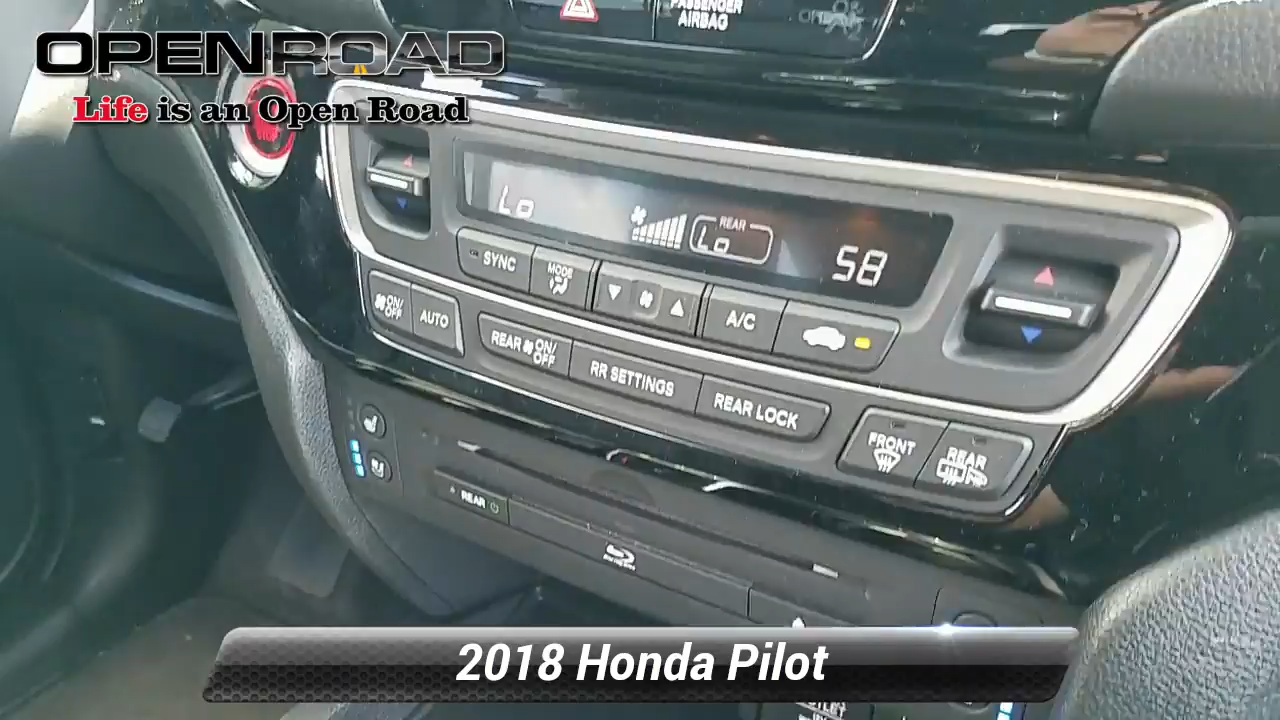 PASSENGER
AIRBAG
OPENROAD
Life is an Open Road
Lo
REAR
Lo
58
SYNC
MODE
A/C
ON/
OFF
AUTO
REAR ON/
OFF
RR SETTINGS
REAR LOCK
FRONT
REAR
REAR
2018 Honda Pilot